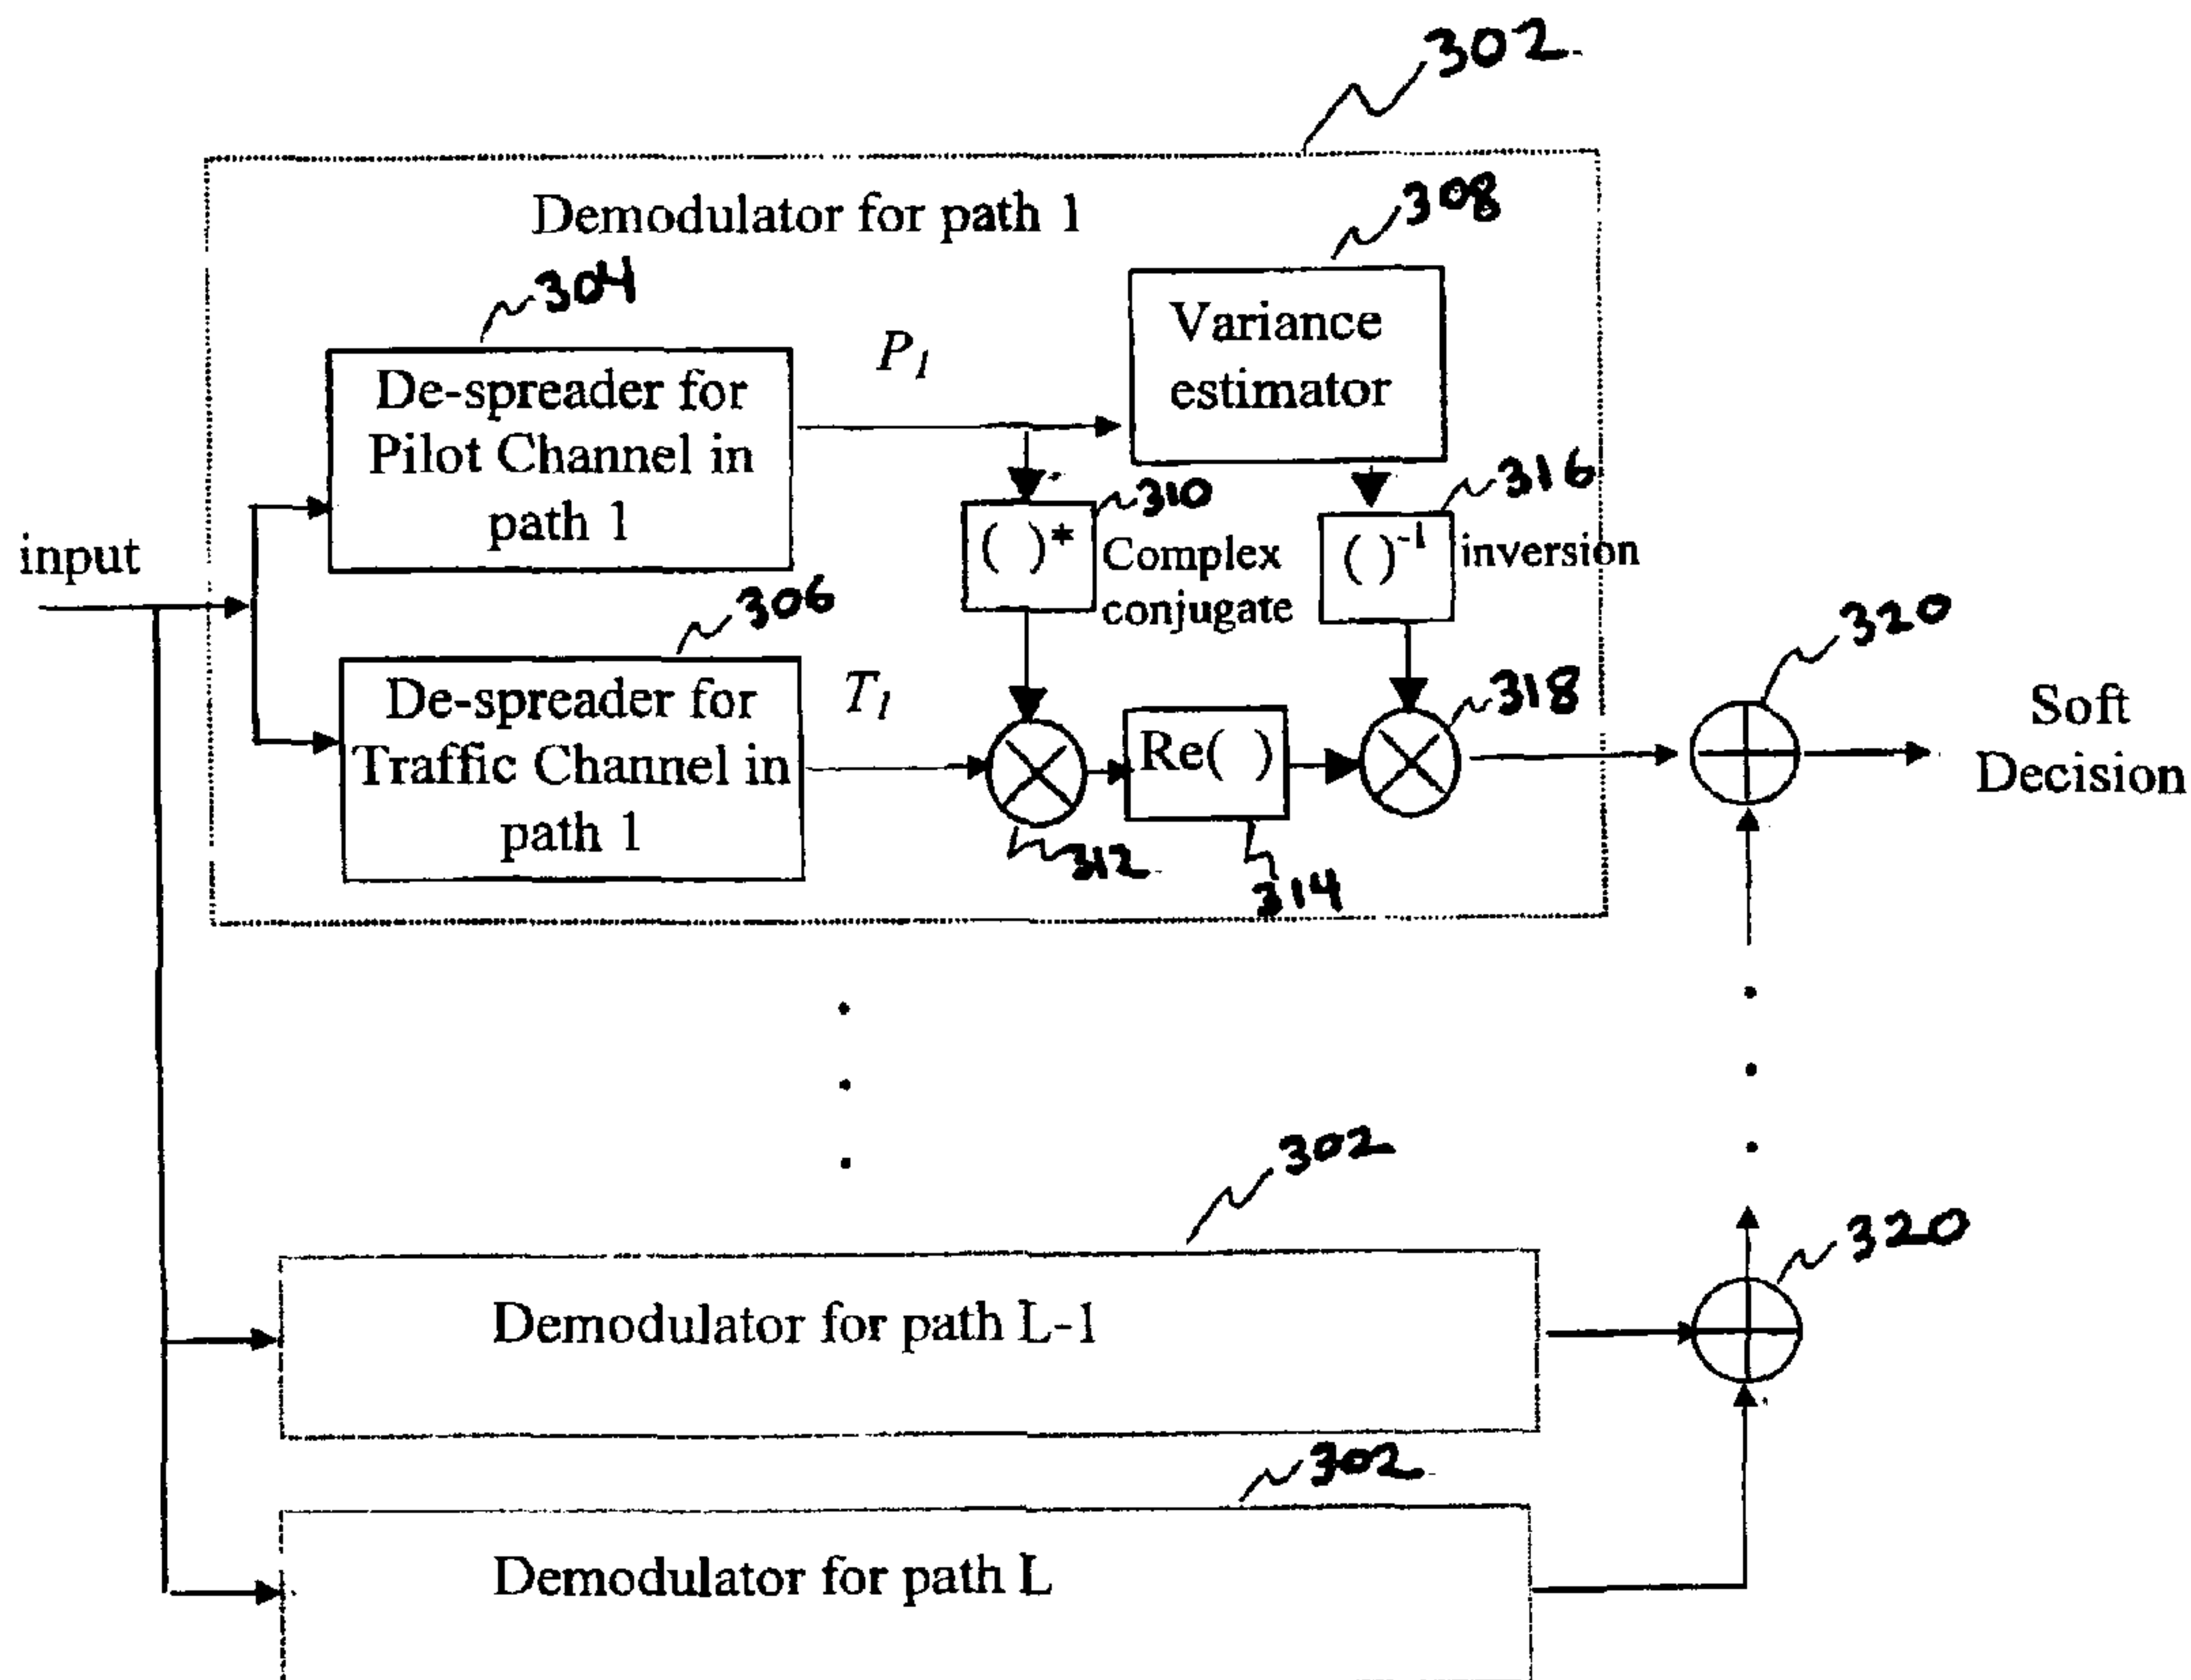 302
Demodulator for path 1
308
304
Variance
estimator
P1
De-spreader for
Pilot Channel in
path 1
310
316
( )*
Complex
conjugate
( )-1
inversion
input
306
320
De-spreader for
Traffic Channel in
path 1
T1
318
Re( )
Soft
Decision
312
314
302
320
Demodulator for path L-1
302
Demodulator for path L